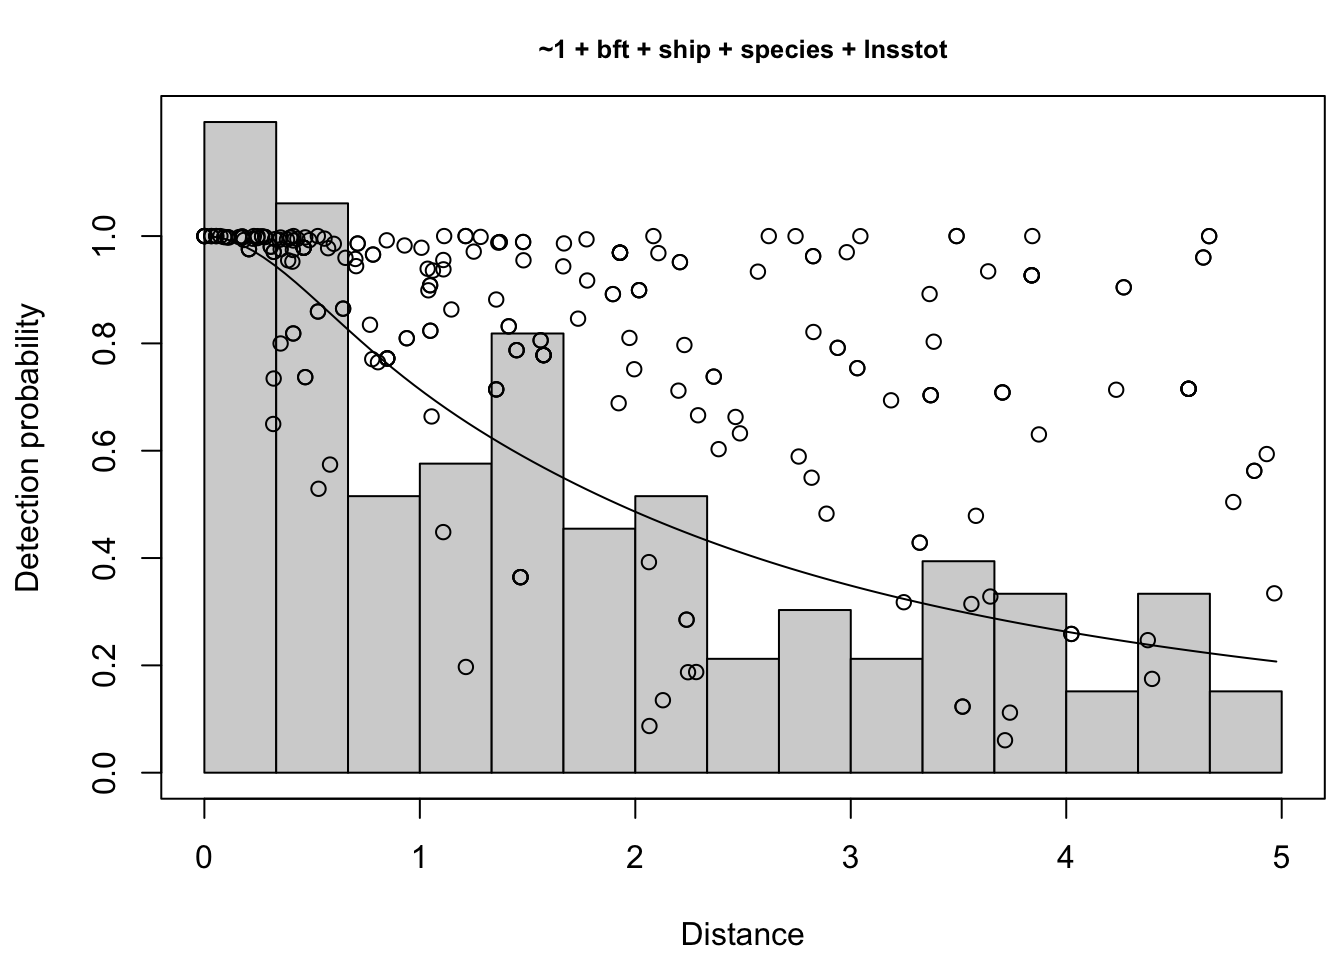 ~1 + bft + ship + species + lnsstot
Detection probability
1.0
0.8
0.6
0.4
0.2
0.0
0 1 2 3 4 5
Distance